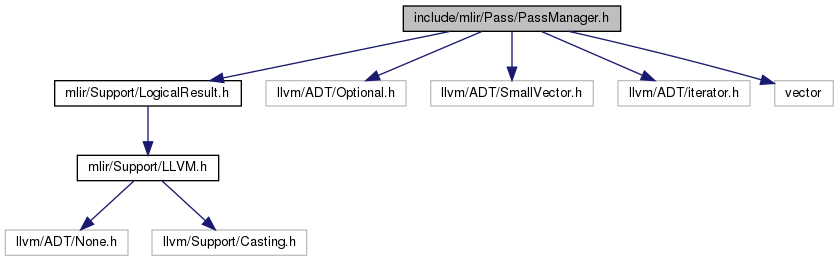 include/mlir/Pass/PassManager.h
mlir/Support/LogicalResult.h
llvm/ADT/Optional.h
llvm/ADT/SmallVector.h
llvm/ADT/iterator.h
vector
mlir/Support/LLVM.h
llvm/ADT/None.h
llvm/Support/Casting.h